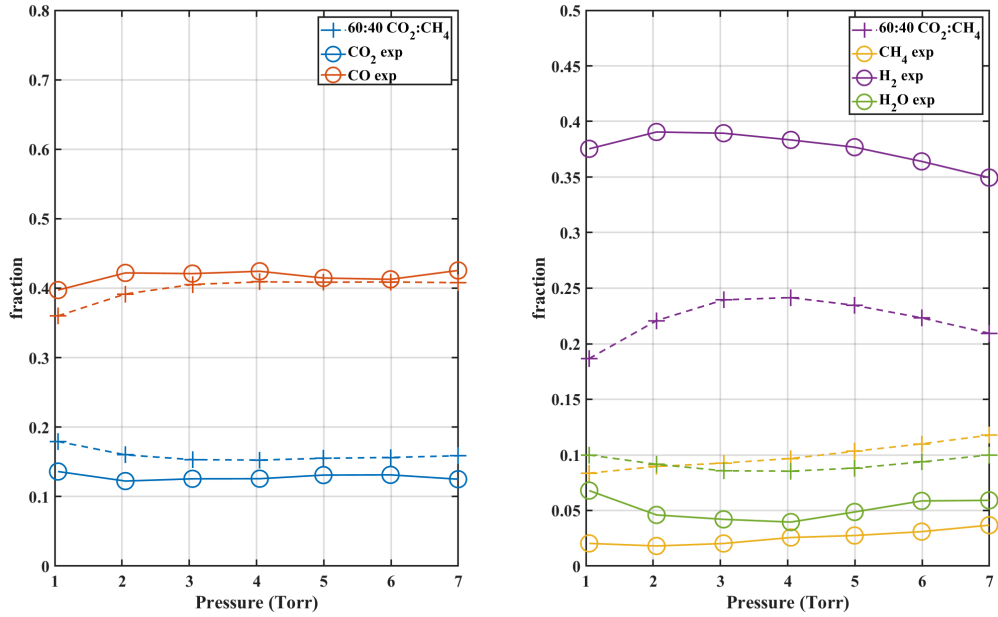 0.8
0.7
0.6
0.5
0.4
0.3
0.2
0.1
0
fraction
1 2 3 4 5 6 7
Pressure (Torr)
60:40 CO₂:CH₄
CO₂ exp
CO exp
0.5
0.45
0.4
0.35
0.3
0.25
0.2
0.15
0.1
0.05
0
fraction
1 2 3 4 5 6 7
Pressure (Torr)
60:40 CO₂:CH₄
CH₄ exp
H₂ exp
H₂O exp